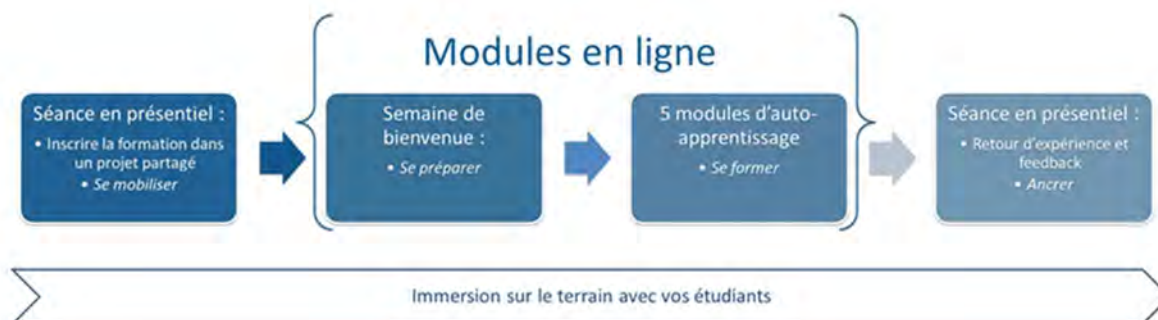 Modules en ligne
Séance en présentiel :
• Inscrire la formation dans
un projet partagé
• Se mobiliser
Semaine de
bienvenue :
• Se préparer
5 modules d'auto-
apprentissage
• Se former
Séance en présentiel :
• Retour d'expérience et
feedback
• Ancrer
Immersion sur le terrain avec vos étudiants